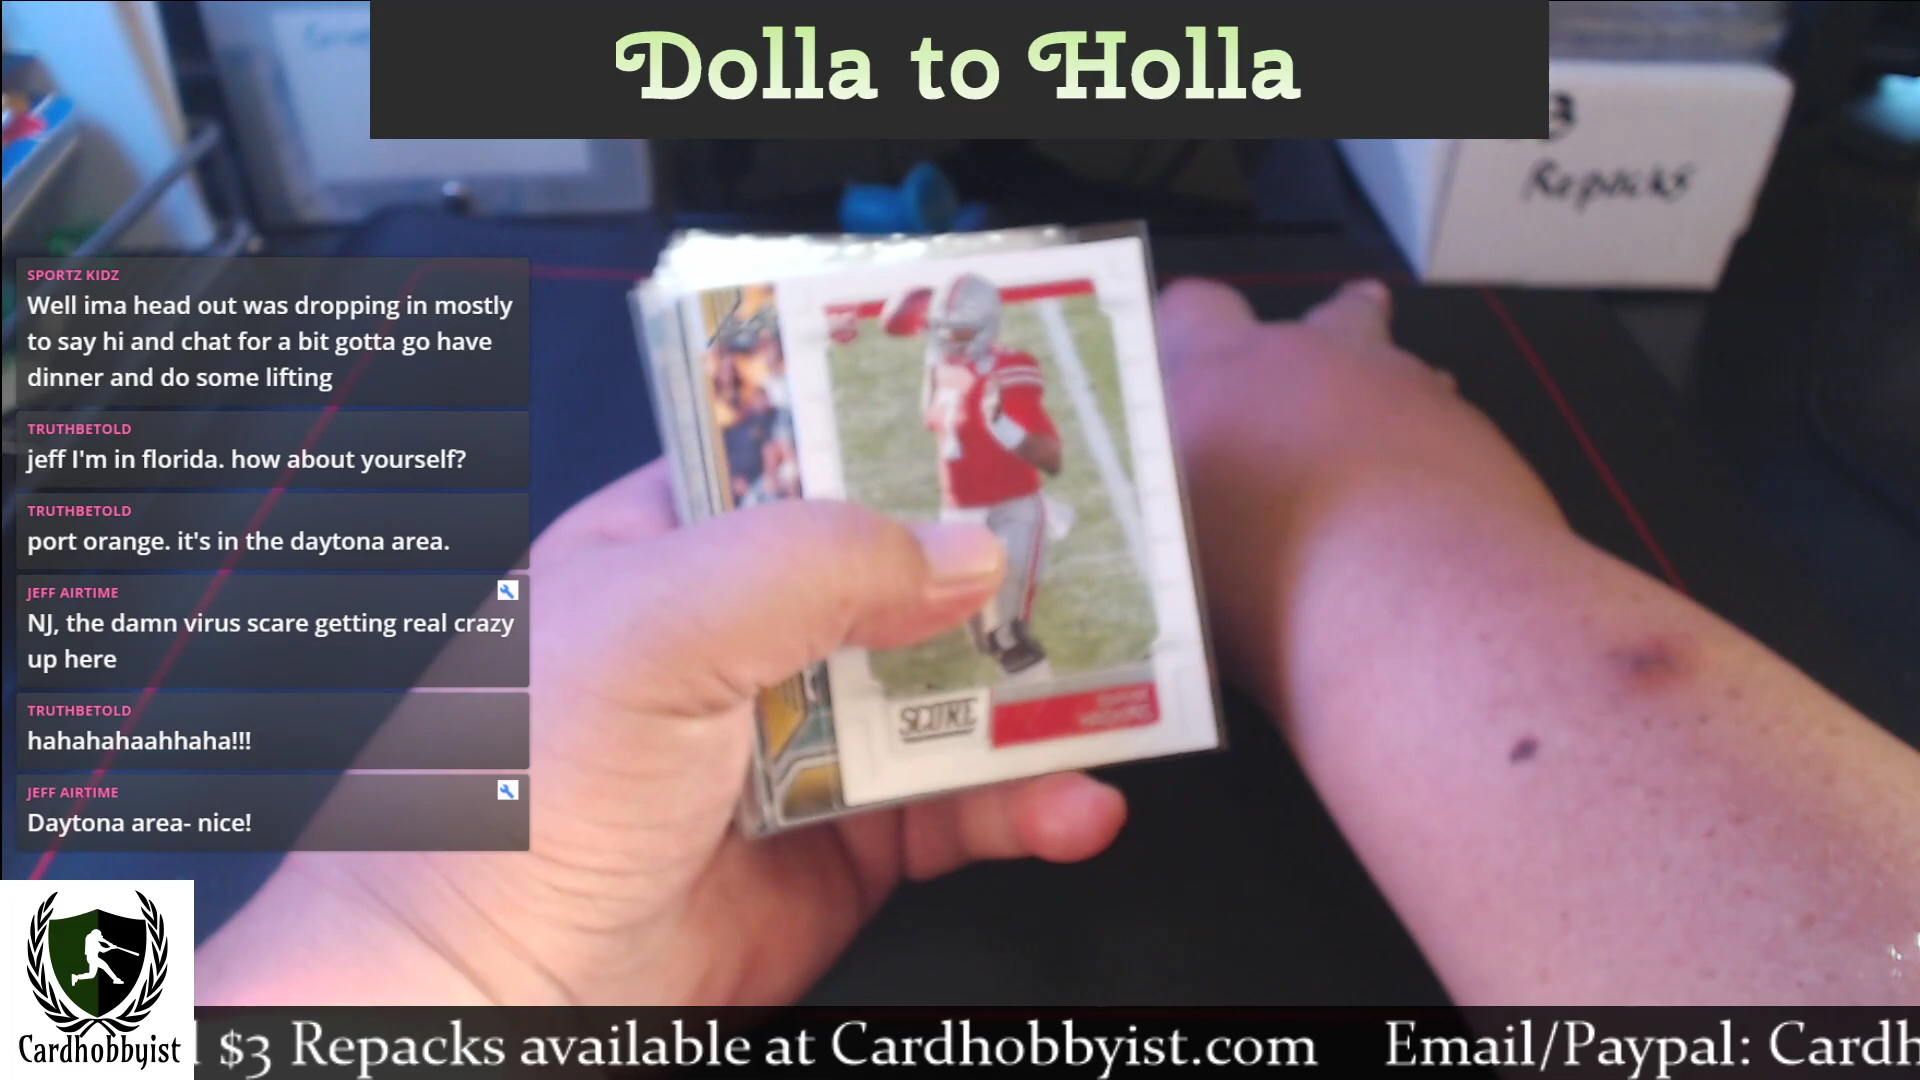 Dolla to Holla
3
Repacks
SPORTZ KIDZ
Well ima head out was dropping in mostly
to say hi and chat for a bit gotta go have
dinner and do some lifting
TRUTHBETOLD
jeff I'm in florida. how about yourself?
TRUTHBETOLD
port orange. it's in the daytona area.
JEFF AIRTIME
NJ, the damn virus scare getting real crazy
up here
TRUTHBETOLD
hahahahaahhaha!!!
JEFF AIRTIME
Daytona area- nice!
SCORE
Cardhobbyist
$3 Repacks available at Cardhobbyist.com Email/Paypal: Cardh